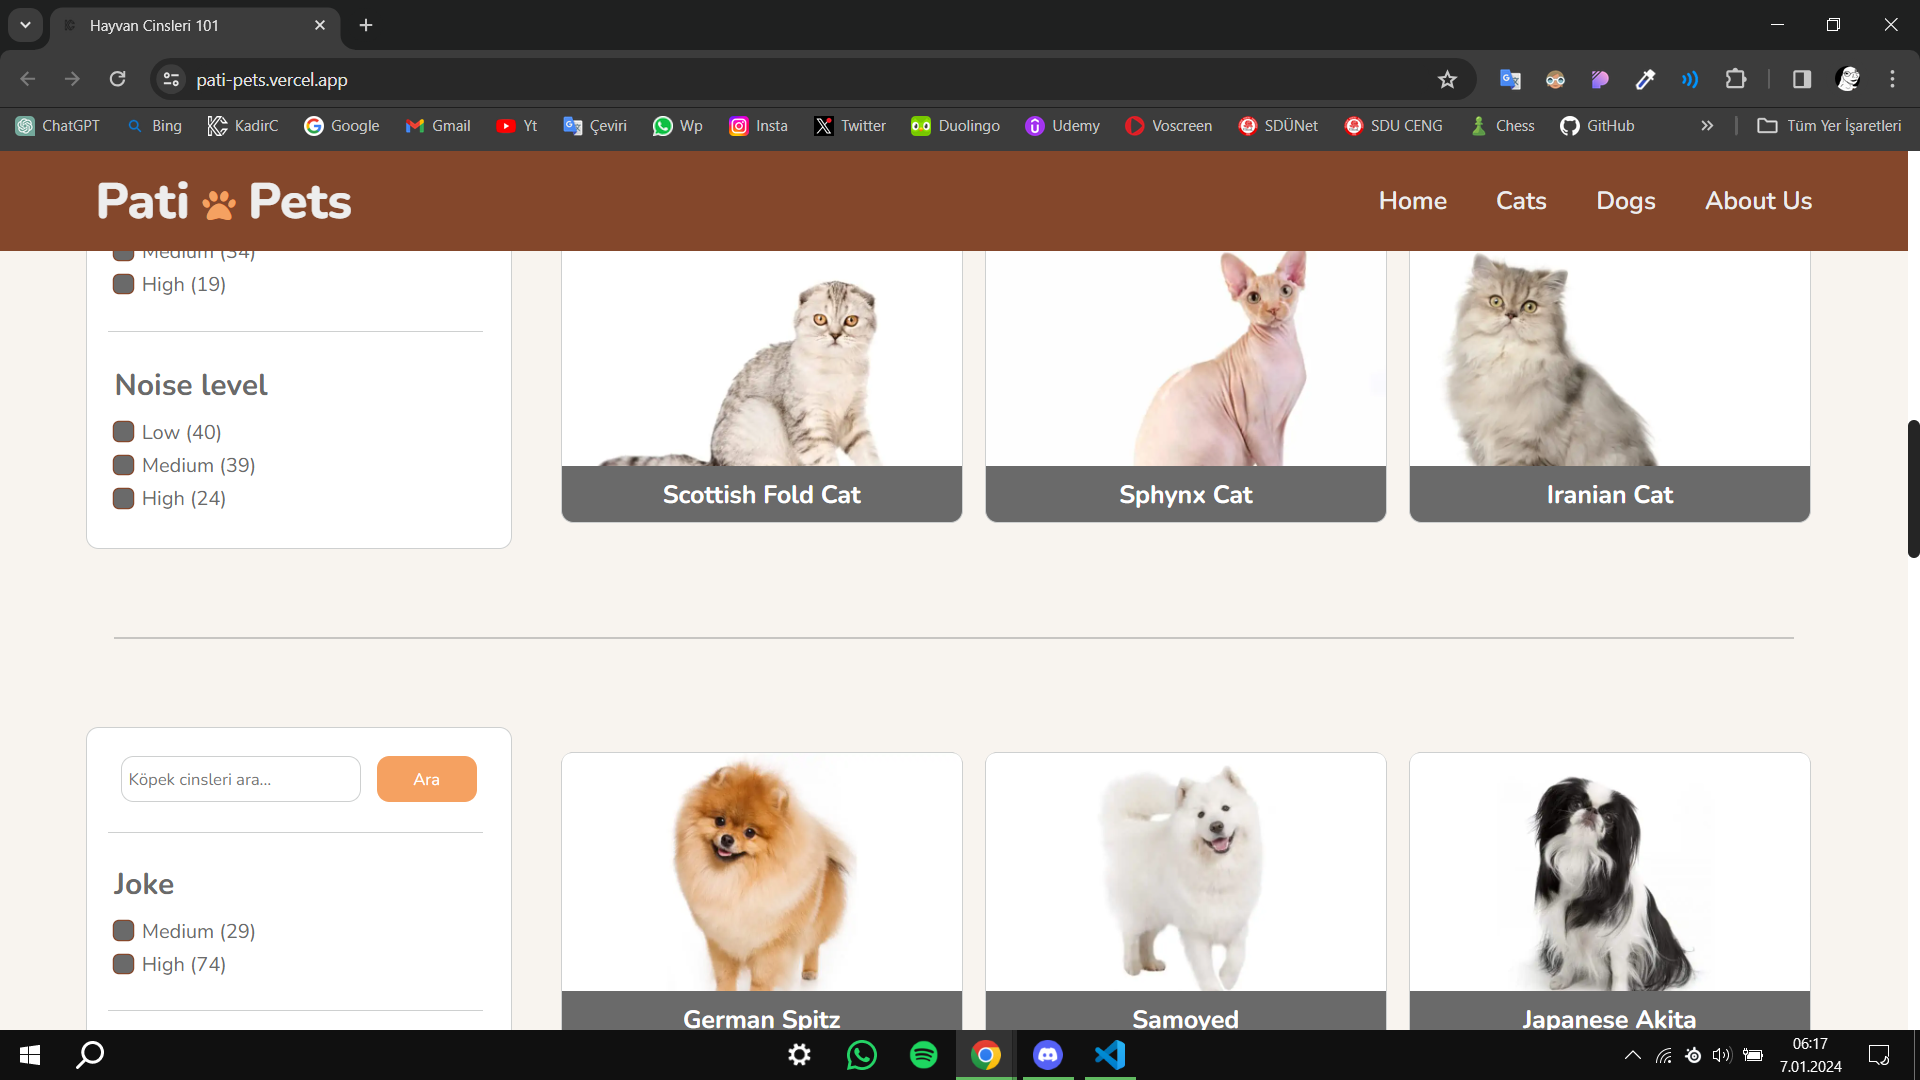 Hayvan Cinsleri 101
pati-pets.vercel.app
ChatGPT Bing KadirC Google Gmail Yt Çeviri Wp Insta Twitter Duolingo Udemy Voscreen SDÜNet SDU CENG Chess GitHub Tüm Yer İşaretleri
Pati Pets Home Cats Dogs About Us
Medium (34)
High (19)
Noise level
Low (40)
Medium (39)
High (24)
Scottish Fold Cat Sphynx Cat Iranian Cat
Köpek cinsleri ara... Ara
Joke
Medium (29)
High (74)
German Spitz Samoyed Japanese Akita
06:17
7.01.2024